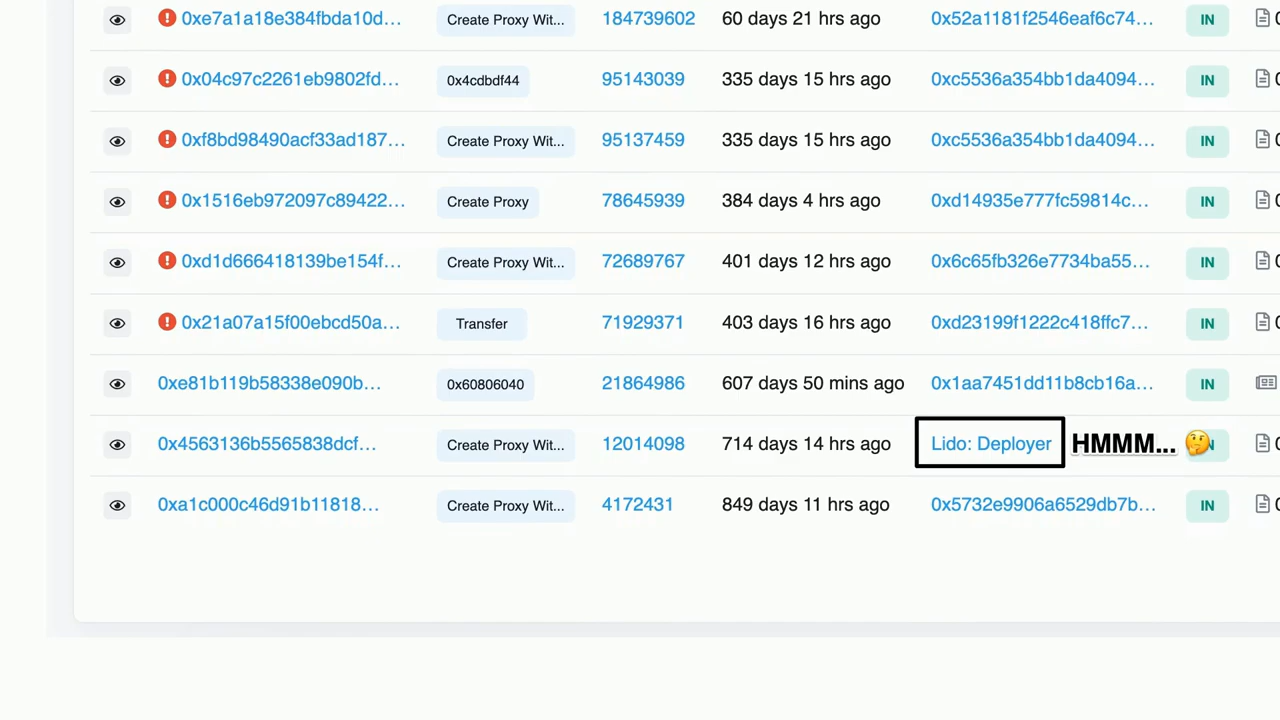 0xe7a1a18e384fbda10d... Create Proxy Wit... 184739602 60 days 21 hrs ago 0x52a1181f2546eaf6c74... IN
0x04c97c2261eb9802fd... 0x4cdbdf44 95143039 335 days 15 hrs ago 0xc5536a354bb1da4094... IN
0xf8bd98490acf33ad187... Create Proxy Wit... 95137459 335 days 15 hrs ago 0xc5536a354bb1da4094... IN
0x1516eb972097c89422... Create Proxy 78645939 384 days 4 hrs ago 0xd14935e777fc59814c... IN
0xd1d666418139be154f... Create Proxy Wit... 72689767 401 days 12 hrs ago 0x6c65fb326e7734ba55... IN
0x21a07a15f00ebcd50a... Transfer 71929371 403 days 16 hrs ago 0xd23199f1222c418ffc7... IN
0xe81b119b58338e090b... 0x60806040 21864986 607 days 50 mins ago 0x1aa7451dd11b8cb16a... IN
0x4563136b5565838dcf... Create Proxy Wit... 12014098 714 days 14 hrs ago Lido: Deployer HMMM... 🤔
0xa1c000c46d91b11818... Create Proxy Wit... 4172431 849 days 11 hrs ago 0x5732e9906a6529db7b... IN